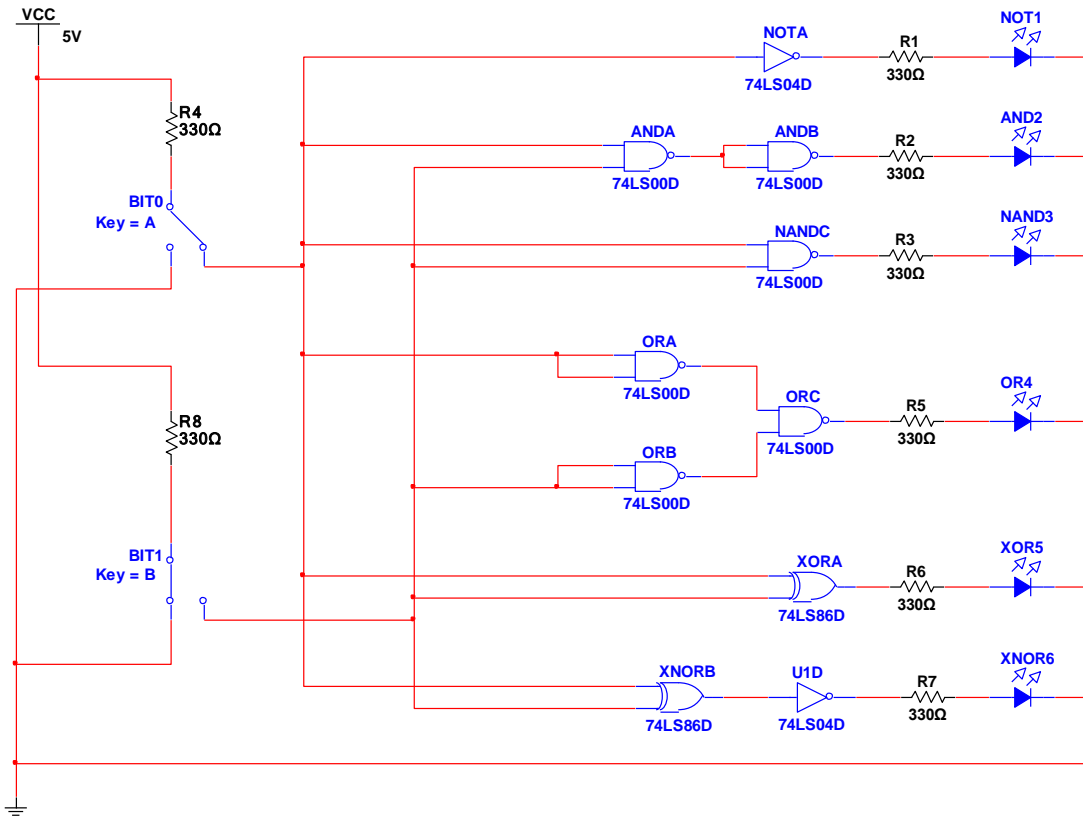 VCC
5V
R4
330Ω
BIT0
Key = A
R8
330Ω
BIT1
Key = B
NOTA
74LS04D
R1
330Ω
NOT1
ANDA
74LS00D
ANDB
74LS00D
R2
330Ω
AND2
NANDC
74LS00D
R3
330Ω
NAND3
ORA
74LS00D
ORB
74LS00D
ORC
74LS00D
R5
330Ω
OR4
XORA
74LS86D
R6
330Ω
XOR5
XNORB
74LS86D
U1D
74LS04D
R7
330Ω
XNOR6